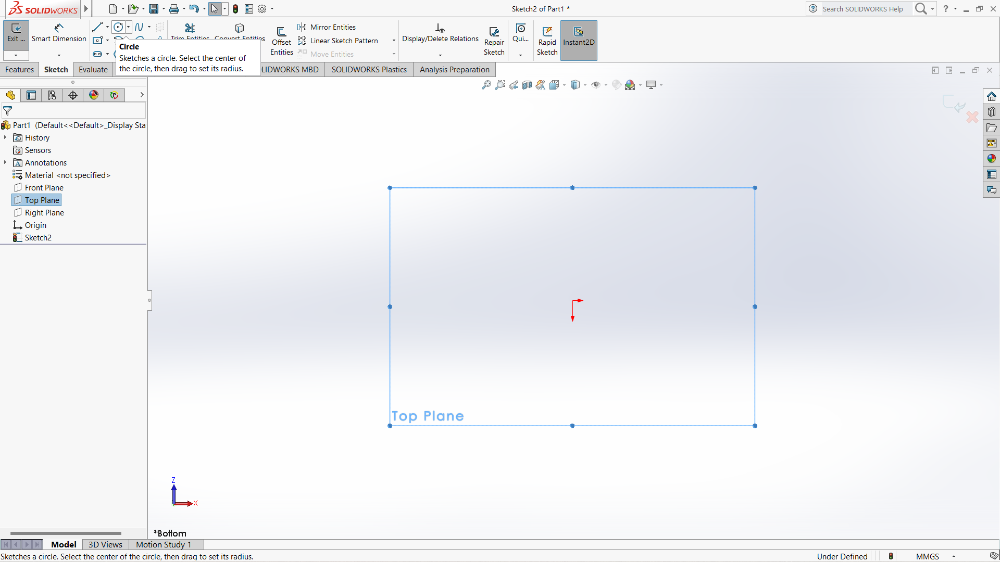 SOLIDWORKS
Sketch2 of Part1 *
Search SOLIDWORKS Help
?
Exit ...
Smart Dimension
Trim Entities
Convert Entities
Offset
Entities
Mirror Entities
Linear Sketch Pattern
Move Entities
Display/Delete Relations
Repair
Sketch
Qui...
Rapid
Sketch
Instant2D
Circle
Sketches a circle. Select the center of
the circle, then drag to set its radius.
Features
Sketch
Evaluate
LIDWORKS MBD
SOLIDWORKS Plastics
Analysis Preparation
Part1 (Default<<Default>_Display Sta
History
Sensors
Annotations
Material <not specified>
Front Plane
Top Plane
Right Plane
Origin
Sketch2
Top Plane
Z
X
*Bottom
Model
3D Views
Motion Study 1
Sketches a circle. Select the center of the circle, then drag to set its radius.
Under Defined
MMGS